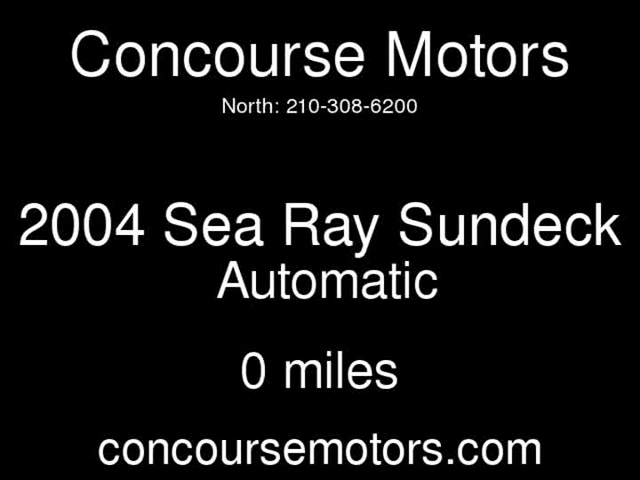 Concourse Motors
North: 210-308-6200
2004 Sea Ray Sundeck
Automatic
0 miles
concoursemotors.com